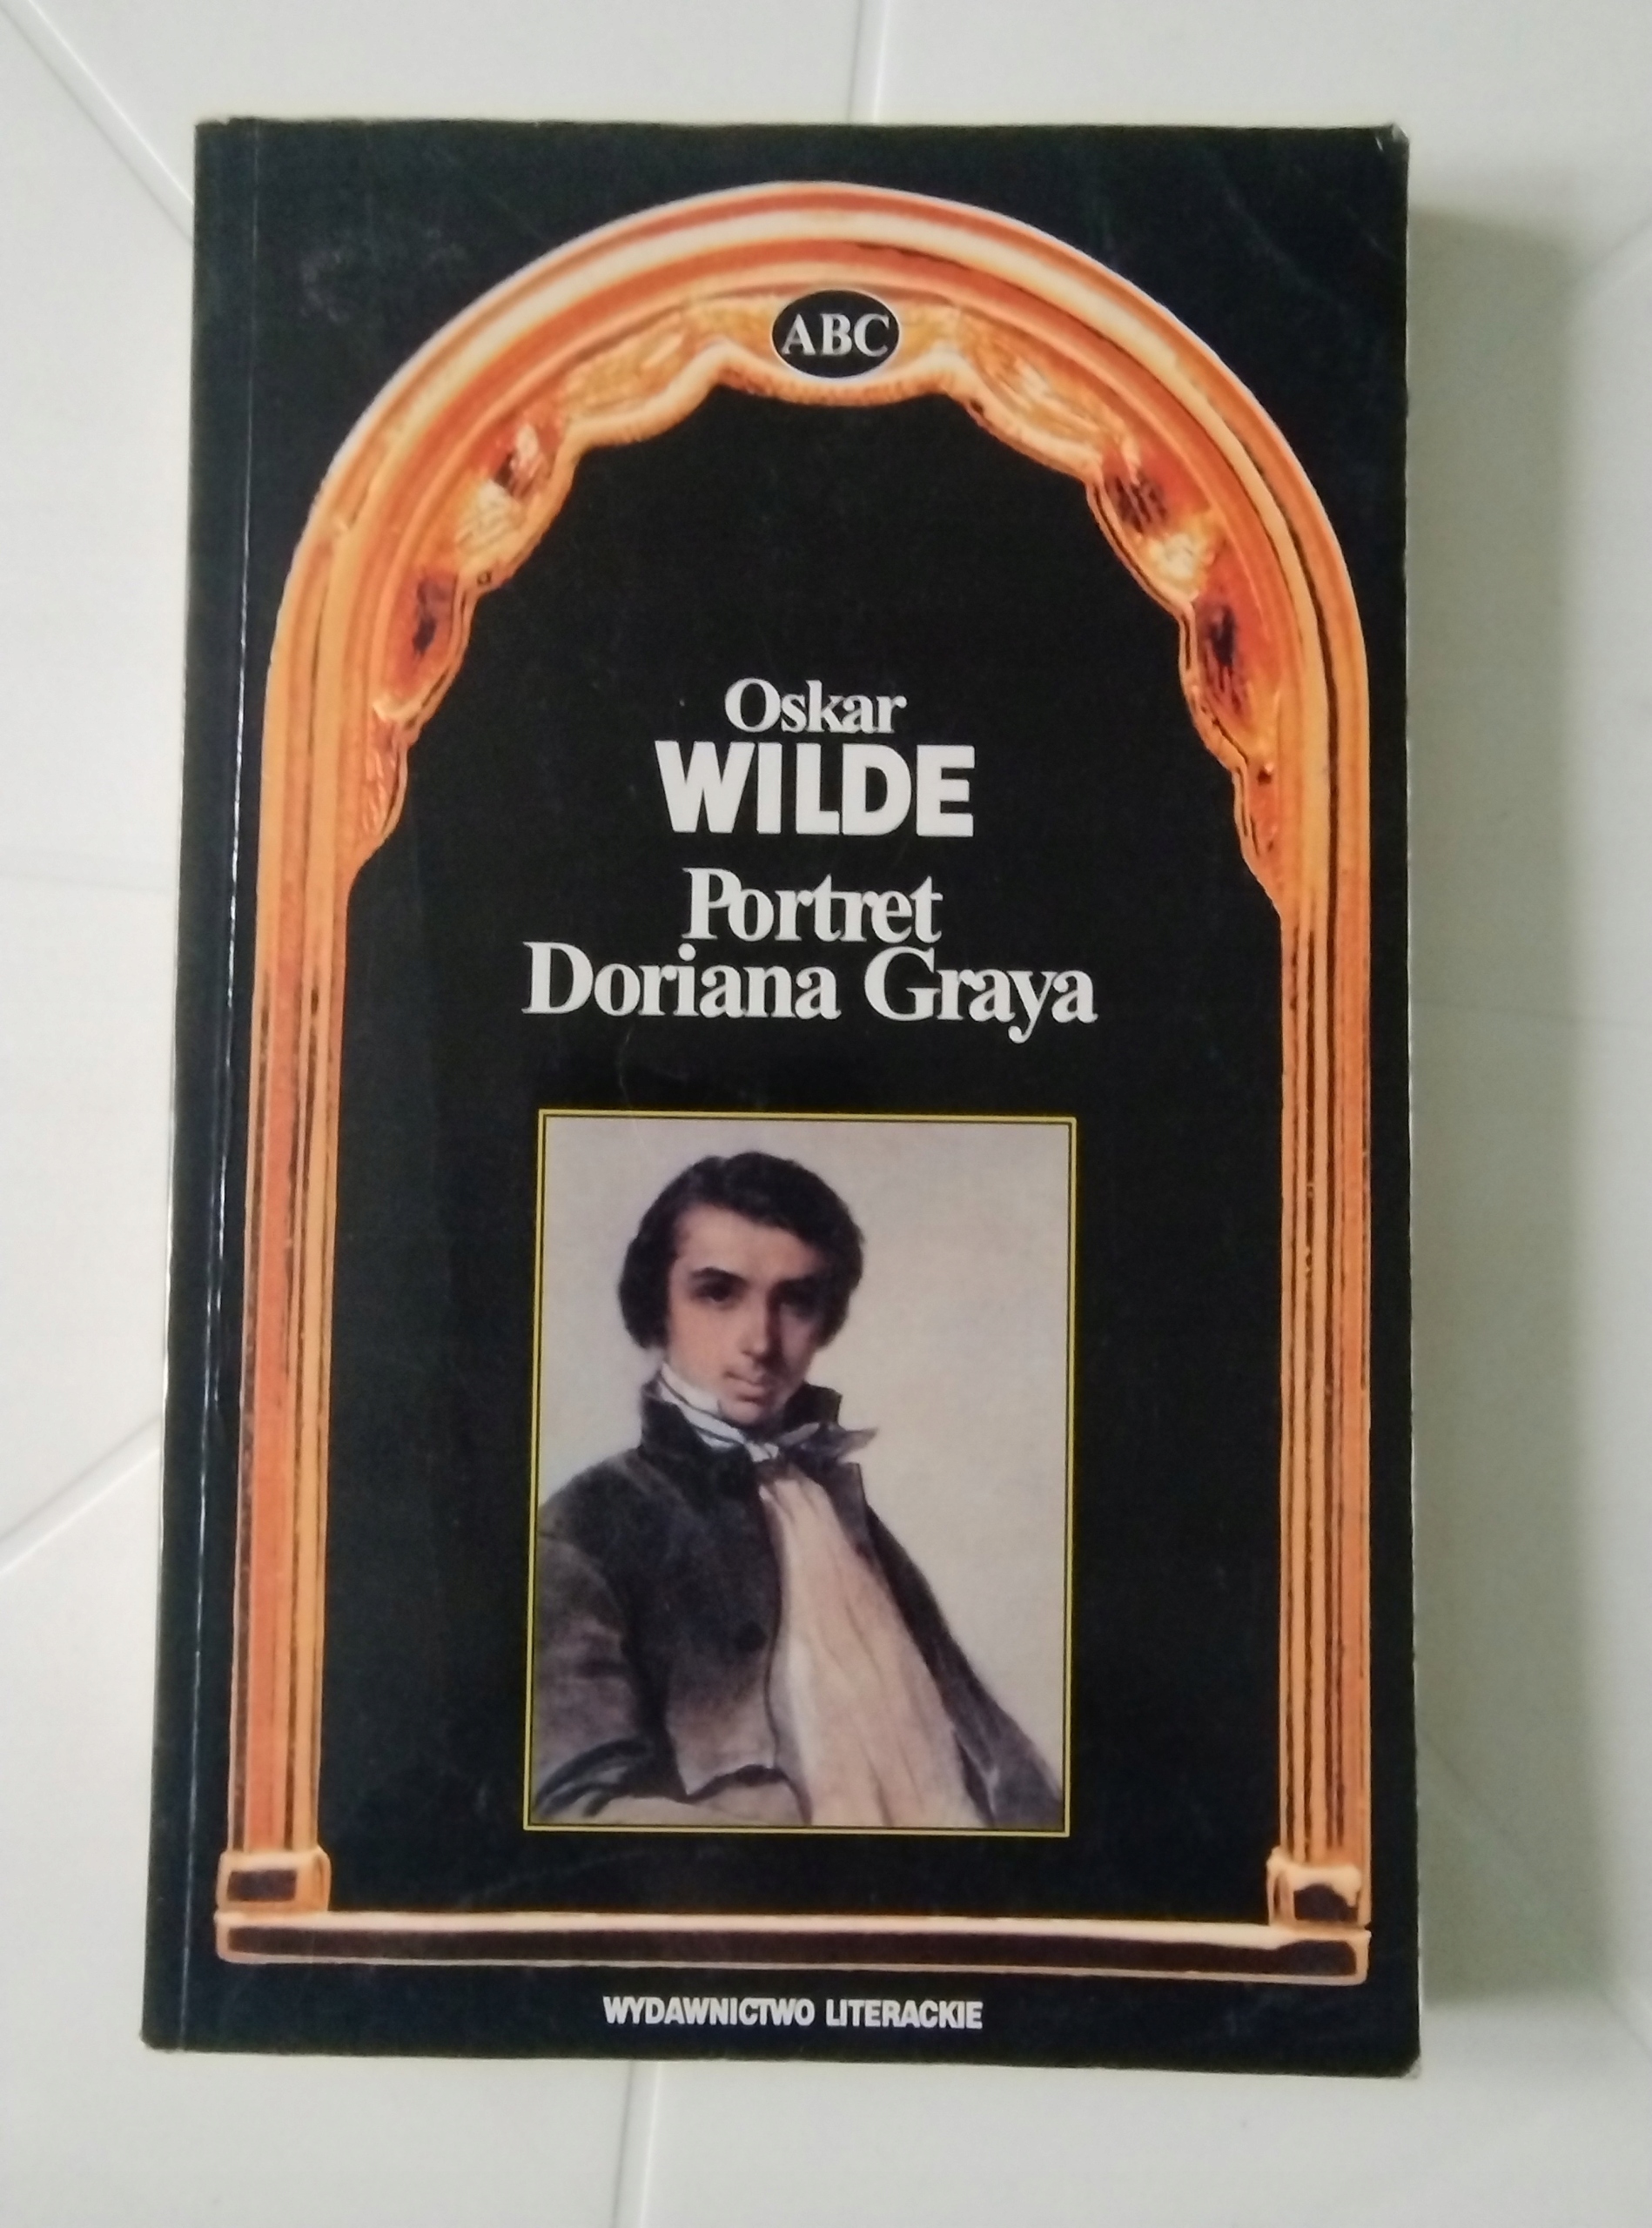 ABC
Oskar
WILDE
Portret
Doriana Graya
WYDAWNICTWO LITERACKIE